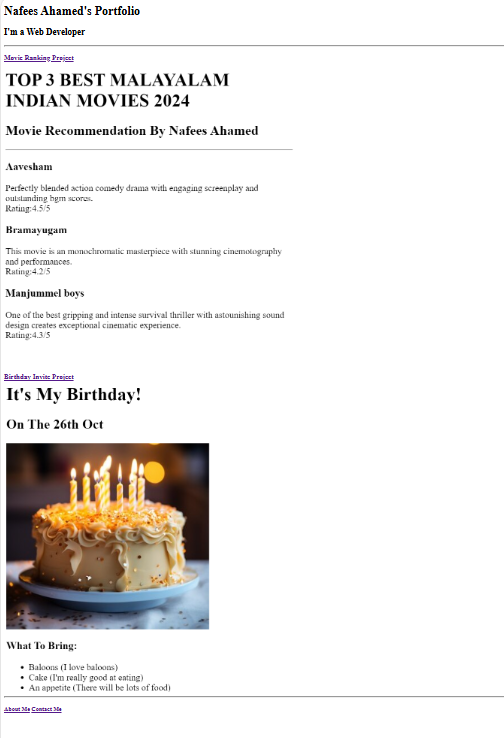 Nafees Ahamed's Portfolio
I'm a Web Developer
Movie Ranking Project
TOP 3 BEST MALAYALAM
INDIAN MOVIES 2024
Movie Recommendation By Nafees Ahamed
Aavesham
Perfectly blended action comedy drama with engaging screenplay and
outstanding bgm scores.
Rating:4.5/5
Bramayugam
This movie is an monochromatic masterpiece with stunning cinemotography
and performances.
Rating:4.2/5
Manjummel boys
One of the best gripping and intense survival thriller with astounishing sound
design creates exceptional cinematic experience.
Rating:4.3/5
Birthday Invite Project
It's My Birthday!
On The 26th Oct
What To Bring:
• Baloons (I love baloons)
• Cake (I'm really good at eating)
• An appetite (There will be lots of food)
About Me Contact Me